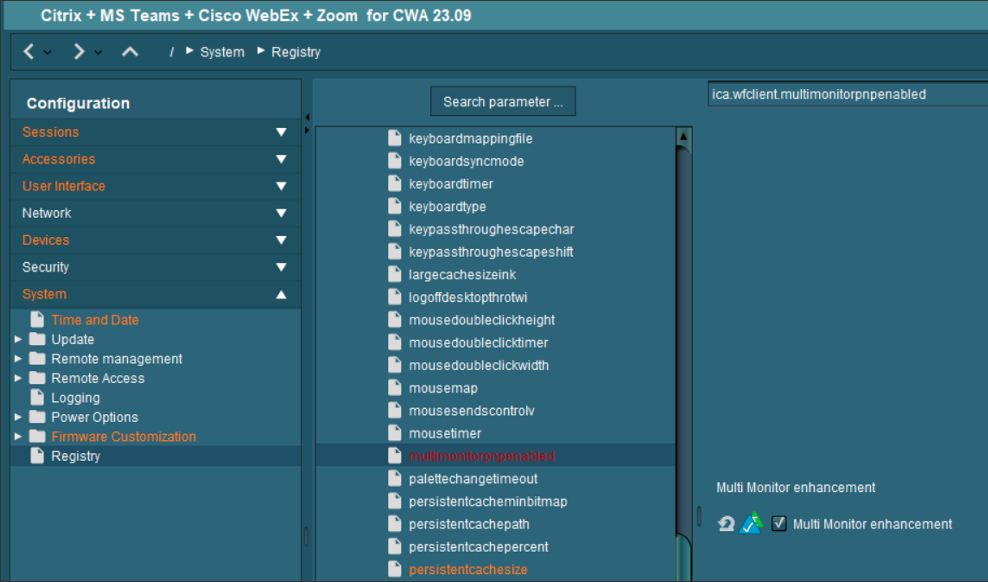 Citrix + MS Teams + Cisco WebEx + Zoom for CWA 23.09
/ System Registry
Configuration
Sessions
Accessories
User Interface
Network
Devices
Security
System
Time and Date
Update
Remote management
Remote Access
Logging
Power Options
Firmware Customization
Registry
Search parameter ...
keyboardmappingfile
keyboardsyncmode
keyboardtimer
keyboardtype
keypassthroughescapechar
keypassthroughescapeshift
largecachesizeink
logoffdesktopthrotwi
mousedoubleclickheight
mousedoubleclicktimer
mousedoubleclickwidth
mousemap
mousesendscontrolv
mousetimer
multimonitorpnpenabled
palettechangetimeout
persistentcacheminbitmap
persistentcachepath
persistentcachepercent
persistentcachesize
ica.wfclient.multimonitorpnpenabled
Multi Monitor enhancement
Multi Monitor enhancement